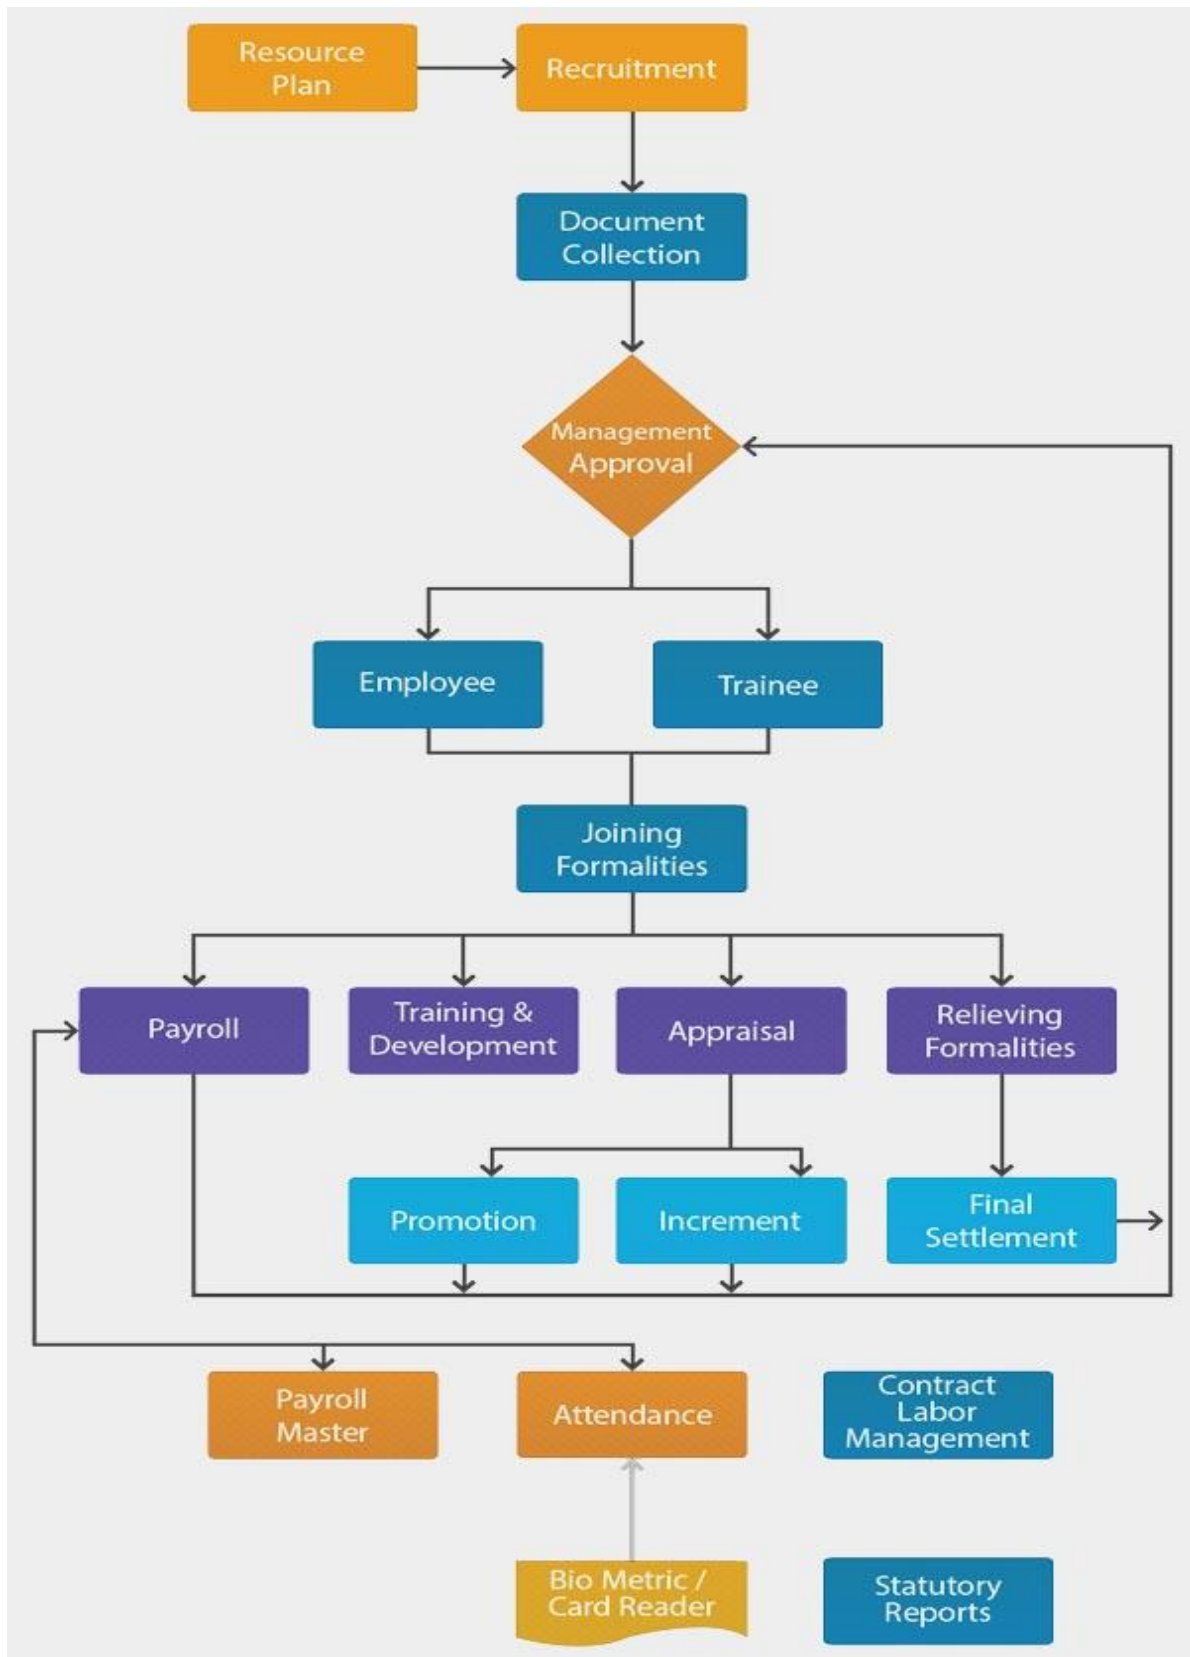 Resource
Plan
Recruitment
Document
Collection
Management
Approval
Employee
Trainee
Joining
Formalities
Payroll
Training &
Development
Appraisal
Relieving
Formalities
Promotion
Increment
Final
Settlement
Payroll
Master
Attendance
Contract
Labor
Management
Bio Metric /
Card Reader
Statutory
Reports